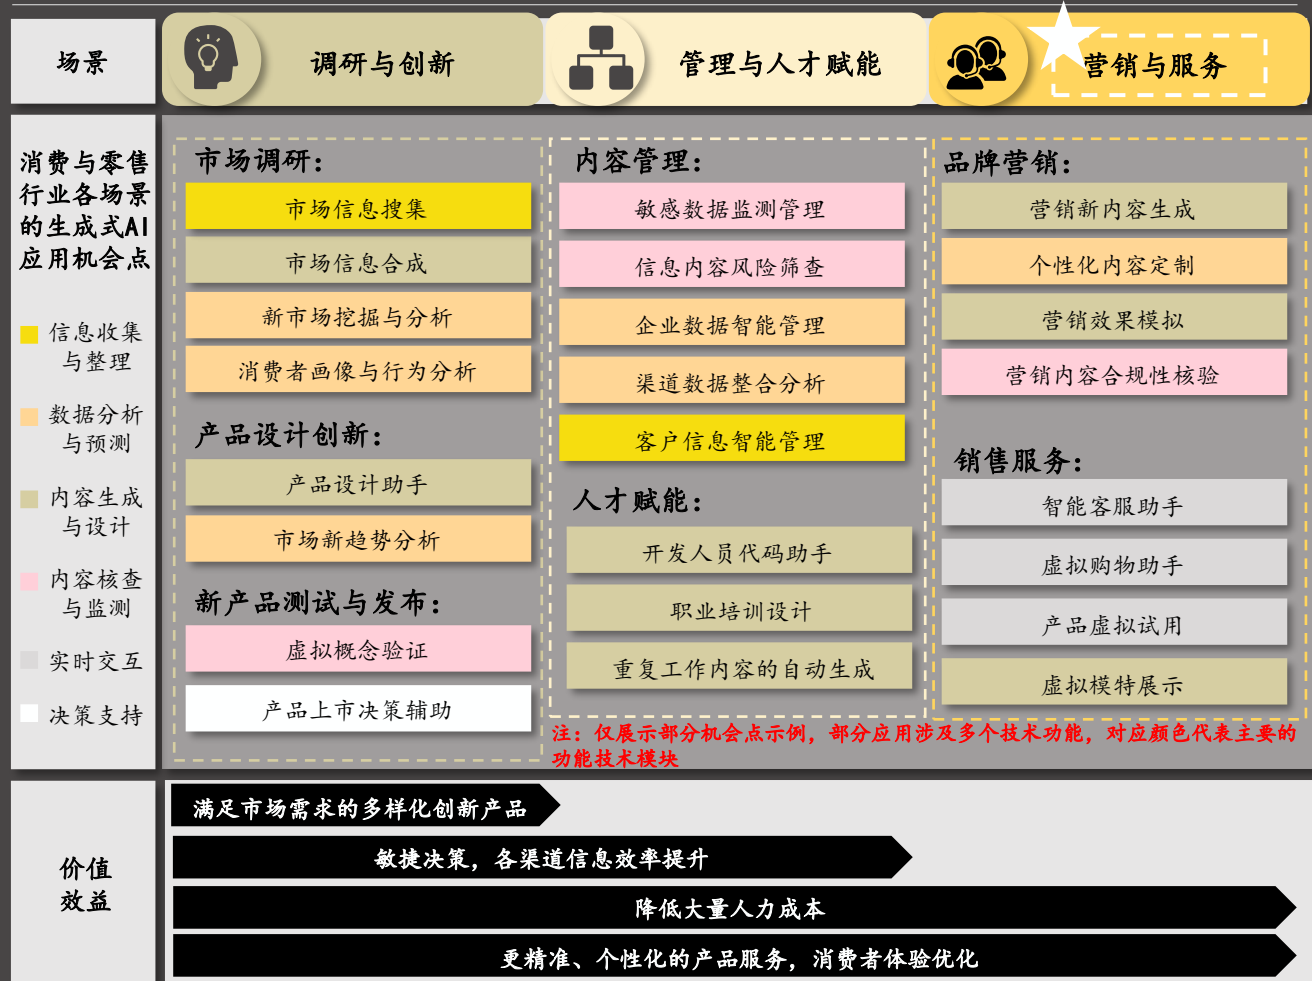 场景
调研与创新
管理与人才赋能
营销与服务
消费与零售
行业各场景
的生成式AI
应用机会点
信息收集
与整理
数据分析
与预测
内容生成
与设计
内容核查
与监测
实时交互
决策支持
市场调研：
市场信息搜集
市场信息合成
新市场挖掘与分析
消费者画像与行为分析
产品设计创新：
产品设计助手
市场新趋势分析
新产品测试与发布：
虚拟概念验证
产品上市决策辅助
内容管理：
敏感数据监测管理
信息内容风险筛查
企业数据智能管理
渠道数据整合分析
客户信息智能管理
人才赋能：
开发人员代码助手
职业培训设计
重复工作内容的自动生成
品牌营销：
营销新内容生成
个性化内容定制
营销效果模拟
营销内容合规性核验
销售服务：
智能客服助手
虚拟购物助手
产品虚拟试用
虚拟模特展示
注：仅展示部分机会点示例，部分应用涉及多个技术功能，对应颜色代表主要的
功能技术模块
价值
效益
满足市场需求的多样化创新产品
敏捷决策，各渠道信息效率提升
降低大量人力成本
更精准、个性化的产品服务，消费者体验优化